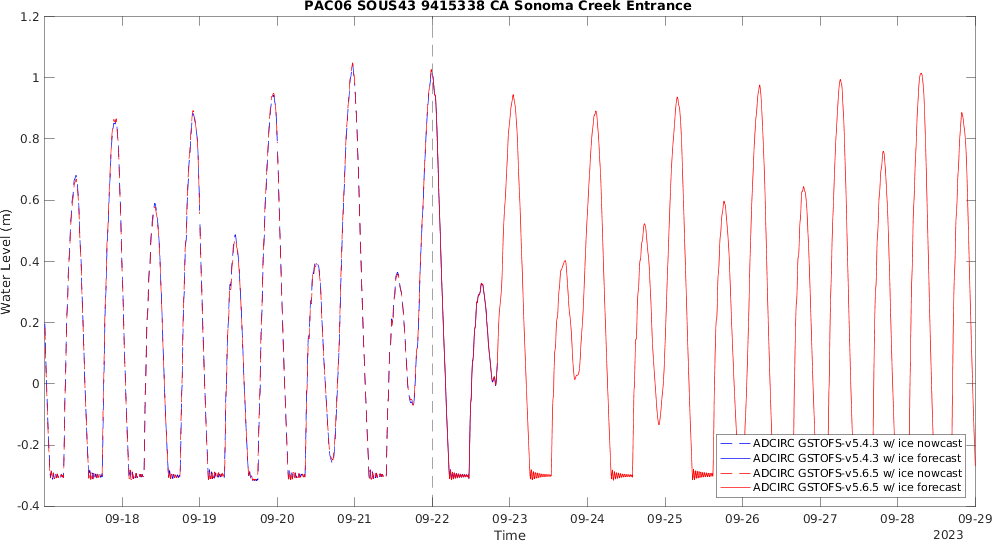 PAC06 SOUS43 9415338 CA Sonoma Creek Entrance
1.2
1
0.8
0.6
0.4
0.2
0
-0.2
-0.4
Water Level (m)
ADCIRC GSTOFS-v5.4.3 w/ ice nowcast
ADCIRC GSTOFS-v5.4.3 w/ ice forecast
ADCIRC GSTOFS-v5.6.5 w/ ice nowcast
ADCIRC GSTOFS-v5.6.5 w/ ice forecast
09-18 09-19 09-20 09-21 09-22 09-23 09-24 09-25 09-26 09-27 09-28 09-29
Time
2023